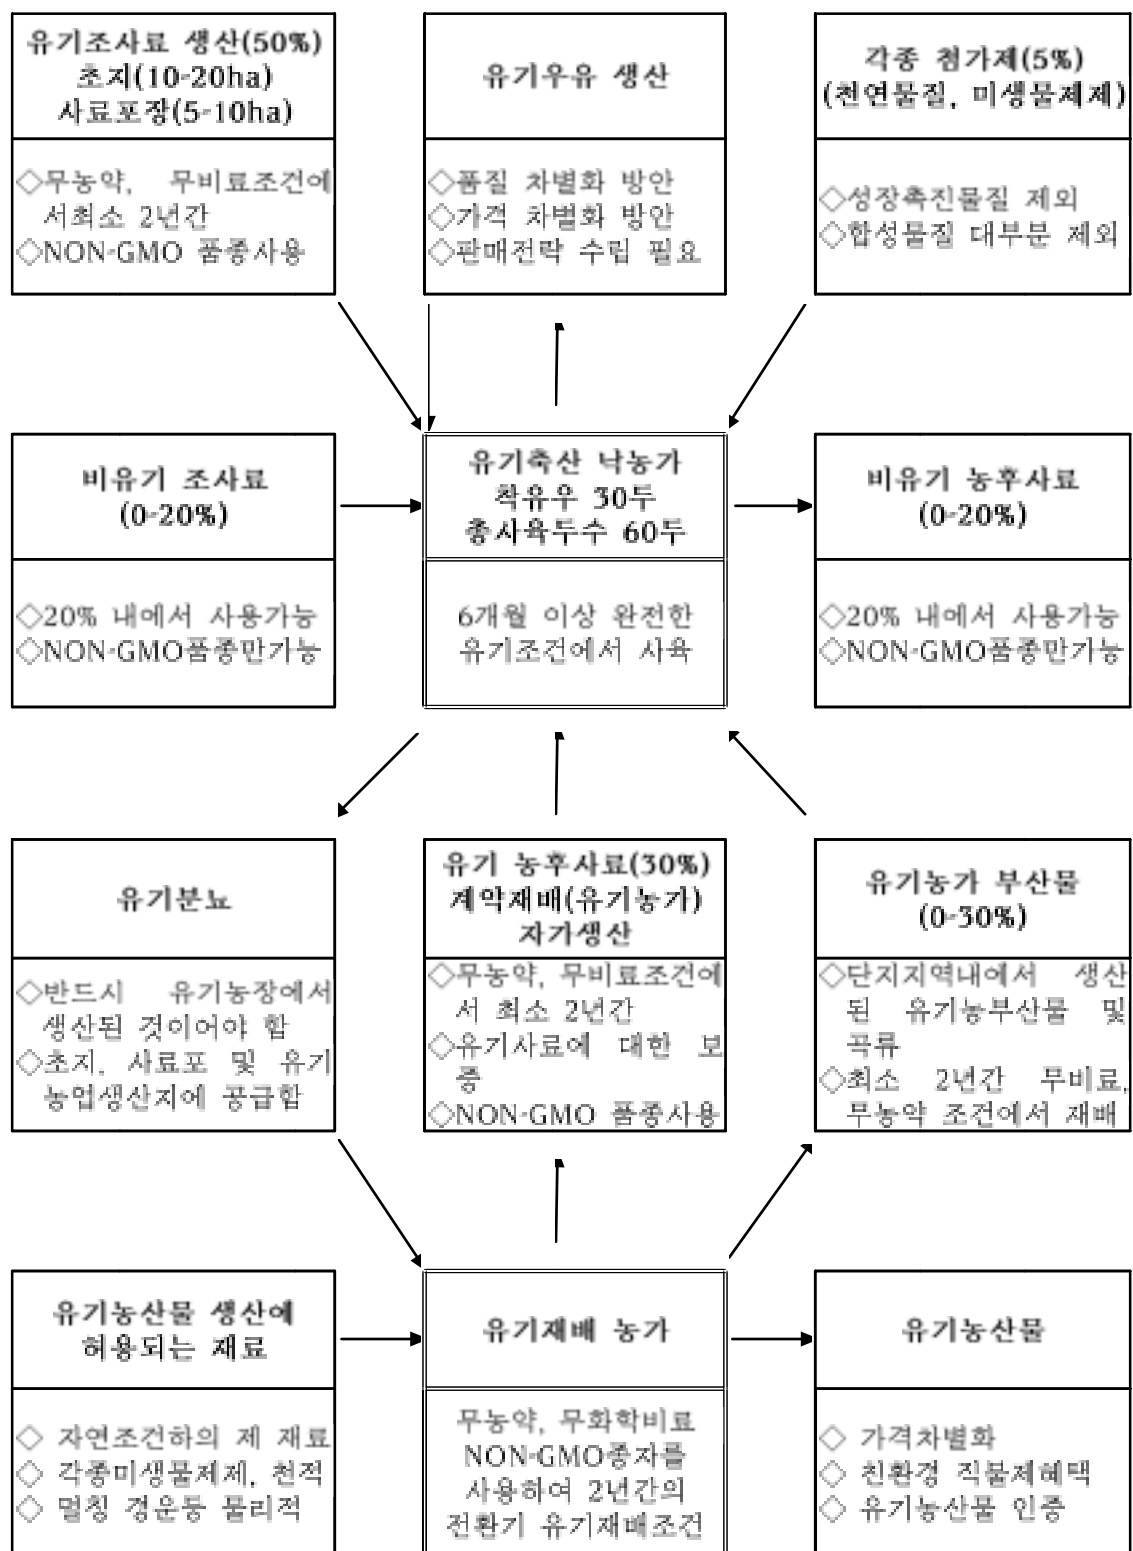 유기조사료 생산(50%)
초지(10-20ha)
사료포장(5-10ha)
◇무농약, 무비료조건에
서최소 2년간
◇NON-GMO 품종사용
유기우유 생산
◇품질 차별화 방안
◇가격 차별화 방안
◇판매전략 수립 필요
각종 첨가제(5%)
(천연물질, 미생물제제)
◇성장촉진물질 제외
◇합성물질 대부분 제외
비유기 조사료
(0-20%)
◇20% 내에서 사용가능
◇NON-GMO품종만가능
유기축산 낙농가
착유우 30두
총사육두수 60두
6개월 이상 완전한
유기조건에서 사육
비유기 농후사료
(0-20%)
◇20% 내에서 사용가능
◇NON-GMO품종만가능
유기분뇨
◇반드시 유기농장에서
생산된 것이어야 함
◇초지, 사료포 및 유기
농업생산지에 공급함
유기 농후사료(30%)
계약재배(유기농가)
자가생산
◇무농약, 무비료조건에
서 최소 2년간
◇유기사료에 대한 보
증
◇NON-GMO 품종사용
유기농가 부산물
(0-30%)
◇단지지역내에서 생산
된 유기농부산물 및
곡류
◇최소 2년간 무비료,
무농약 조건에서 재배
유기농산물 생산에
허용되는 재료
◇ 자연조건하의 제 재료
◇ 각종미생물제제, 천적
◇ 멀칭 경운등 물리적
유기재배 농가
무농약, 무화학비료
NON-GMO종자를
사용하여 2년간의
전환기 유기재배조건
유기농산물
◇ 가격차별화
◇ 친환경 직불제혜택
◇ 유기농산물 인증